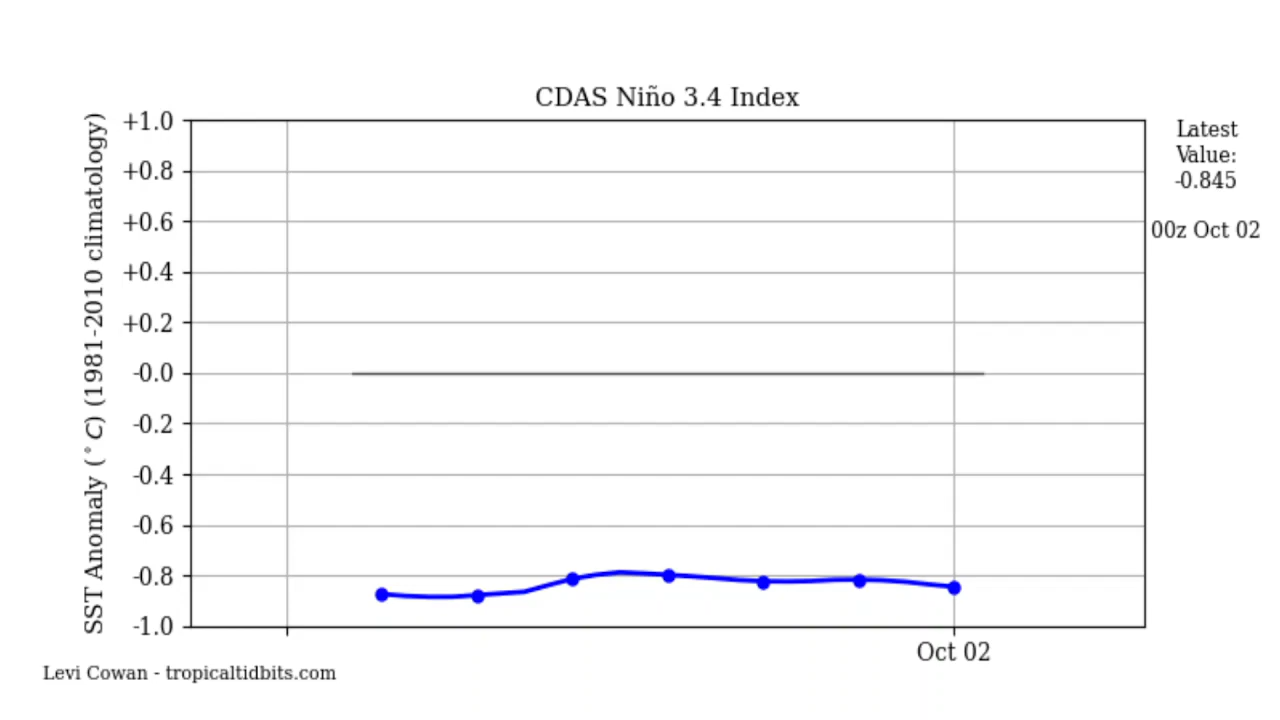 CDAS Niño 3.4 Index
SST Anomaly (°C) (1981-2010 climatology)
+1.0
+0.8
+0.6
+0.4
+0.2
-0.0
-0.2
-0.4
-0.6
-0.8
-1.0
Latest
Value:
-0.845
00z Oct 02
Oct 02
Levi Cowan - tropicaltidbits.com